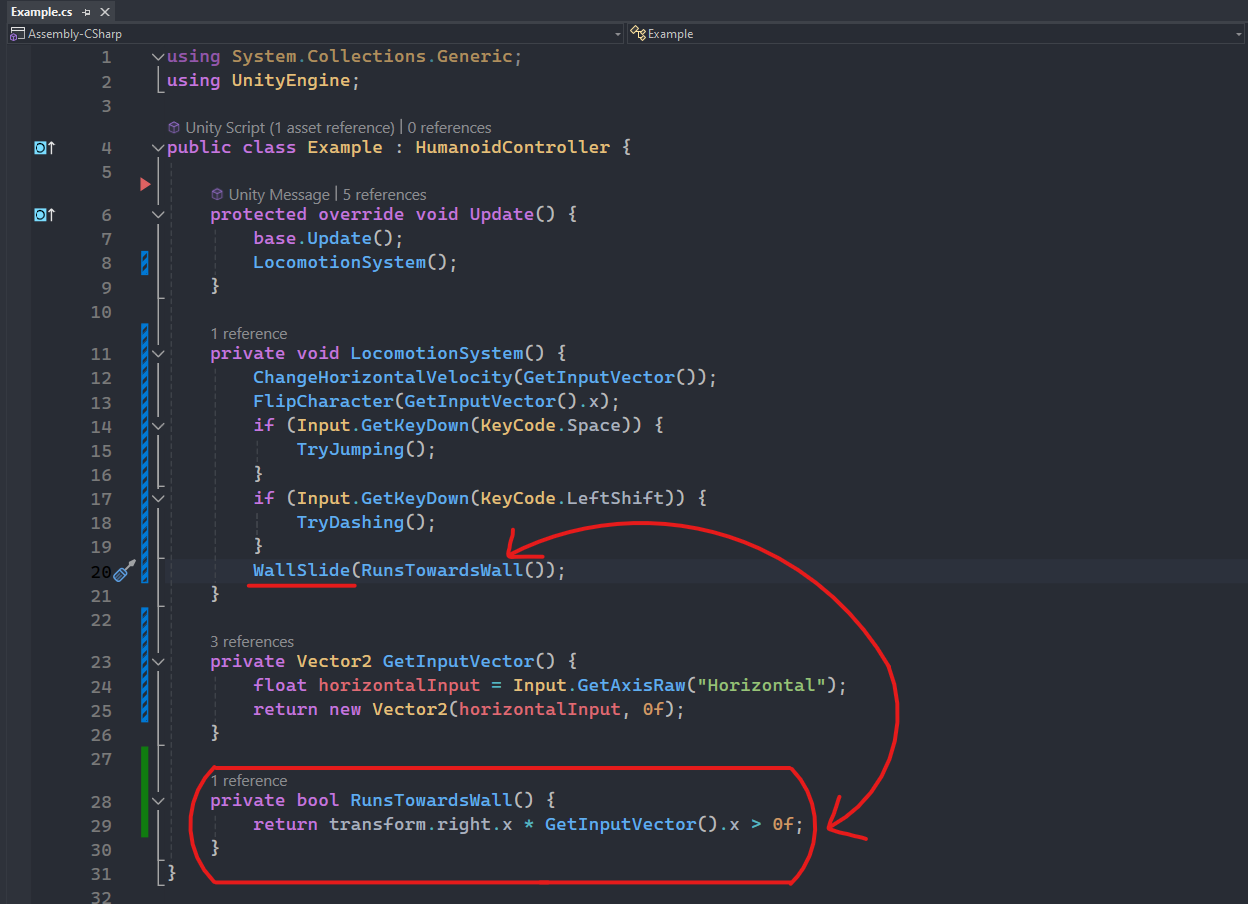 Example.cs
Assembly-CSharp
Example
1 using System.Collections.Generic;
2 using UnityEngine;
3
Unity Script (1 asset reference) | 0 references
4 public class Example : HumanoidController {
5
Unity Message | 5 references
6 protected override void Update() {
7 base.Update();
8 LocomotionSystem();
9 }
10
1 reference
11 private void LocomotionSystem() {
12 ChangeHorizontalVelocity(GetInputVector());
13 FlipCharacter(GetInputVector().x);
14 if (Input.GetKeyDown(KeyCode.Space)) {
15 TryJumping();
16 }
17 if (Input.GetKeyDown(KeyCode.LeftShift)) {
18 TryDashing();
19 }
20 WallSlide(RunsTowardsWall());
21 }
22
3 references
23 private Vector2 GetInputVector() {
24 float horizontalInput = Input.GetAxisRaw("Horizontal");
25 return new Vector2(horizontalInput, 0f);
26 }
27
1 reference
28 private bool RunsTowardsWall() {
29 return transform.right.x * GetInputVector().x > 0f;
30 }
31 }
32